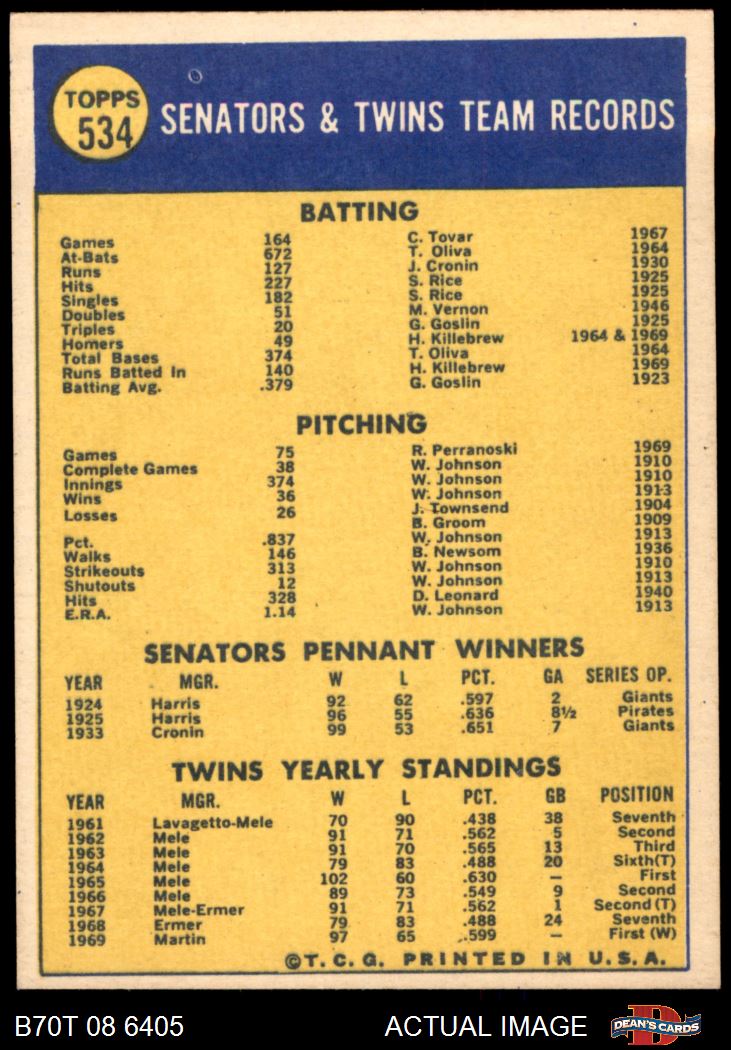 TOPPS
534
SENATORS & TWINS TEAM RECORDS
BATTING
Games 164 C. Tovar 1967
At-Bats 672 T. Oliva 1964
Runs 127 J. Cronin 1930
Hits 227 S. Rice 1925
Singles 182 S. Rice 1925
Doubles 51 M. Vernon 1946
Triples 20 G. Goslin 1925
Homers 49 H. Killebrew 1964 & 1969
Total Bases 374 T. Oliva 1964
Runs Batted In 140 H. Killebrew 1969
Batting Avg. .379 G. Goslin 1923
PITCHING
Games 75 R. Perranoski 1969
Complete Games 38 W. Johnson 1910
Innings 374 W. Johnson 1910
Wins 36 W. Johnson 1913
Losses 26 J. Townsend 1904
B. Groom 1909
Pct. .837 W. Johnson 1913
Walks 146 B. Newsom 1936
Strikeouts 313 W. Johnson 1910
Shutouts 12 W. Johnson 1913
Hits 328 D. Leonard 1940
E.R.A. 1.14 W. Johnson 1913
SENATORS PENNANT WINNERS
YEAR MGR. W L PCT. GA SERIES OP.
1924 Harris 92 62 .597 2 Giants
1925 Harris 96 55 .636 8½ Pirates
1933 Cronin 99 53 .651 7 Giants
TWINS YEARLY STANDINGS
YEAR MGR. W L PCT. GB POSITION
1961 Lavagetto-Mele 70 90 .438 38 Seventh
1962 Mele 91 71 .562 5 Second
1963 Mele 91 70 .565 13 Third
1964 Mele 79 83 .488 20 Sixth(T)
1965 Mele 102 60 .630 — First
1966 Mele 89 73 .549 9 Second
1967 Mele-Ermer 91 71 .562 1 Second (T)
1968 Ermer 79 83 .488 24 Seventh
1969 Martin 97 65 .599 — First (W)
©T.C.G. PRINTED IN U.S.A.
B70T 08 6405 ACTUAL IMAGE DEAN'S CARDS